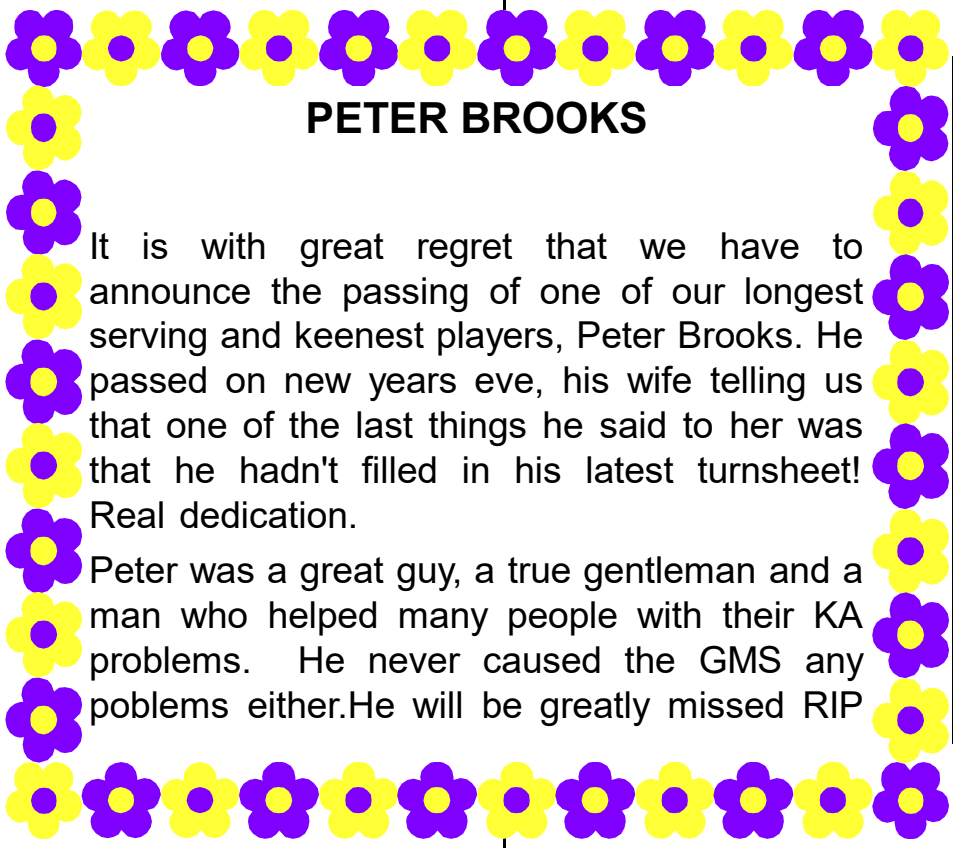 PETER BROOKS
It is with great regret that we have to
announce the passing of one of our longest
serving and keenest players, Peter Brooks. He
passed on new years eve, his wife telling us
that one of the last things he said to her was
that he hadn't filled in his latest turnsheet!
Real dedication.
Peter was a great guy, a true gentleman and a
man who helped many people with their KA
problems. He never caused the GMS any
poblems either.He will be greatly missed RIP